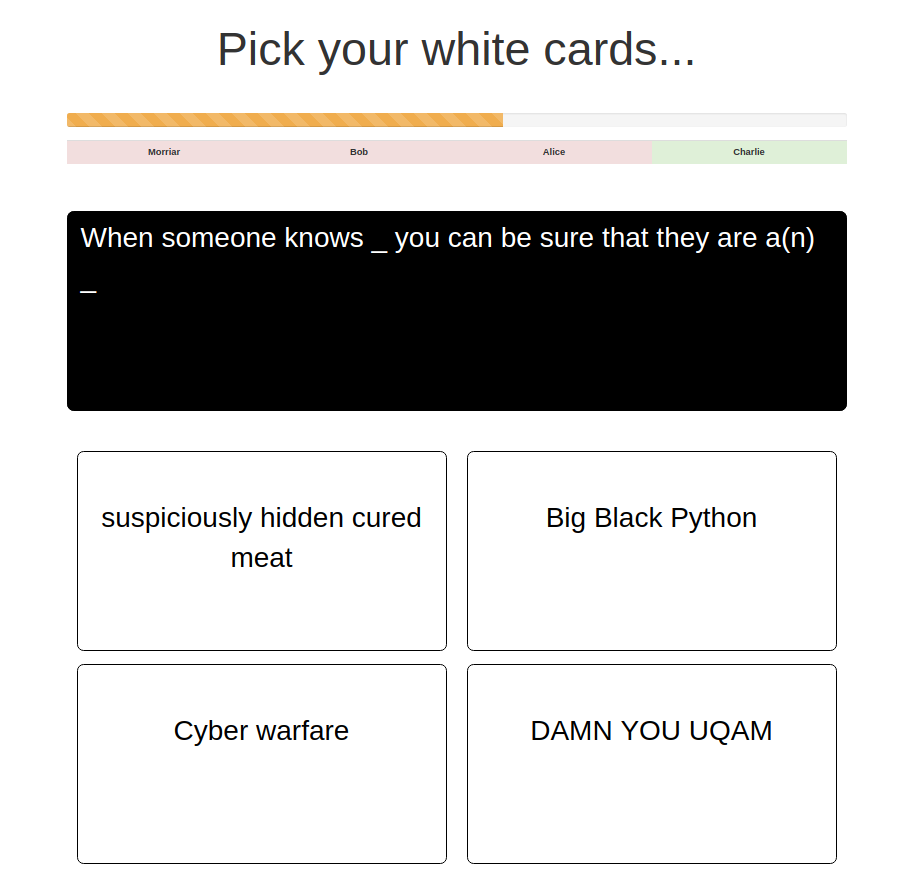 Pick your white cards...
Morriar Bob Alice Charlie
When someone knows _ you can be sure that they are a(n)
_
suspiciously hidden cured
meat
Big Black Python
Cyber warfare
DAMN YOU UQAM